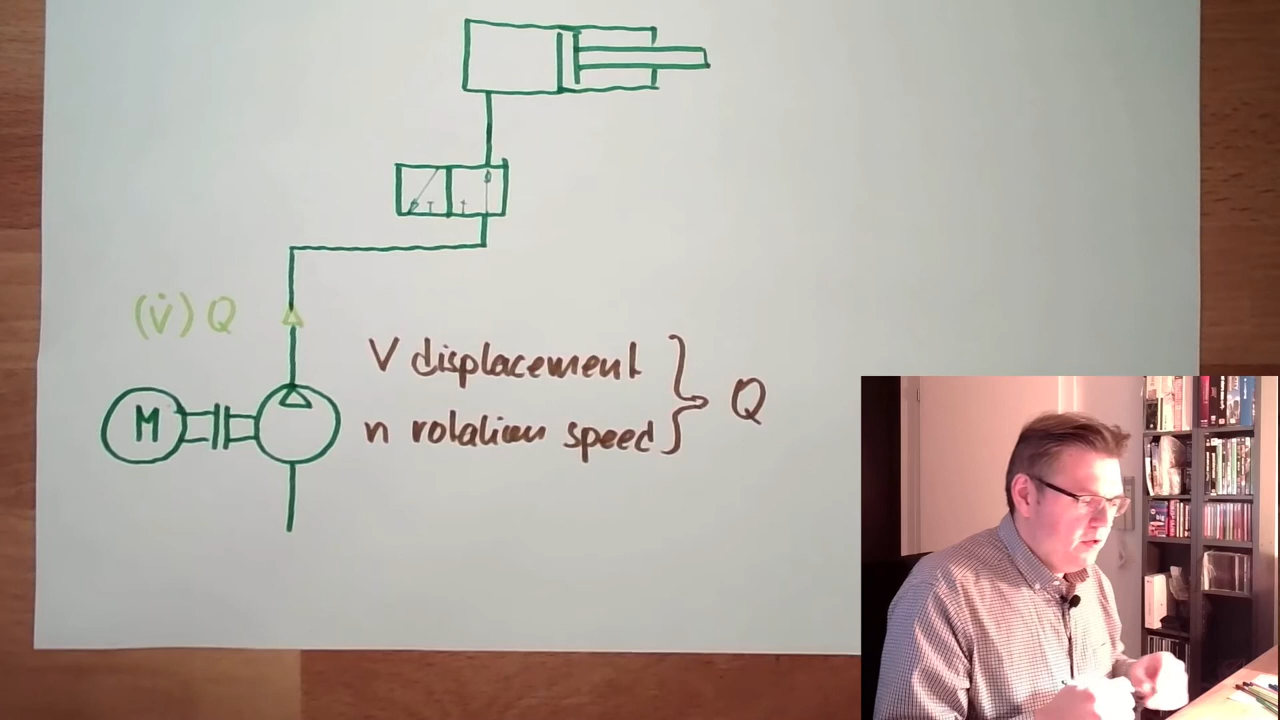 (V̇) Q
V displacement
n rotation speed
Q
M
T